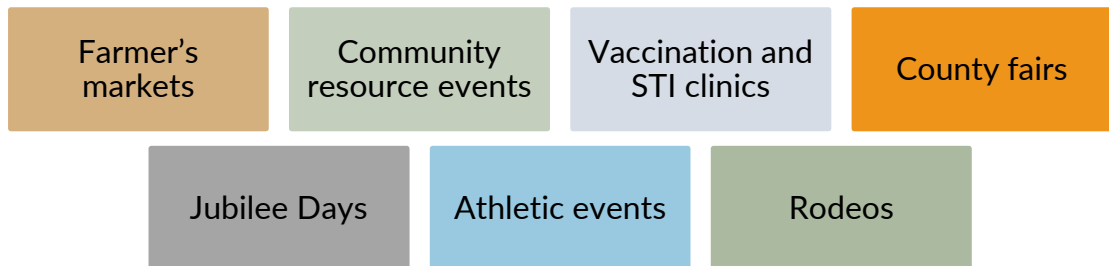 Farmer’s
markets
Community
resource events
Vaccination and
STI clinics
County fairs
Jubilee Days
Athletic events
Rodeos